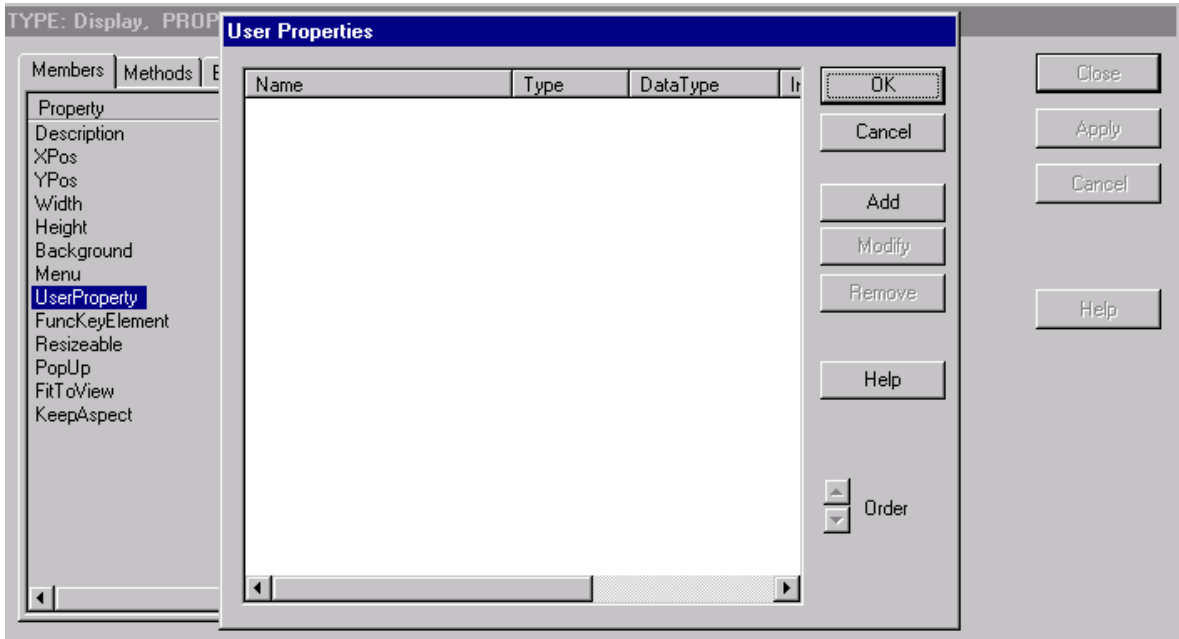 TYPE: Display, PROP
User Properties
Members Methods E
Property
Description
XPos
YPos
Width
Height
Background
Menu
UserProperty
FuncKeyElement
Resizeable
PopUp
FitToView
KeepAspect
Name Type DataType In
OK
Cancel
Add
Modify
Remove
Help
Order
Close
Apply
Cancel
Help